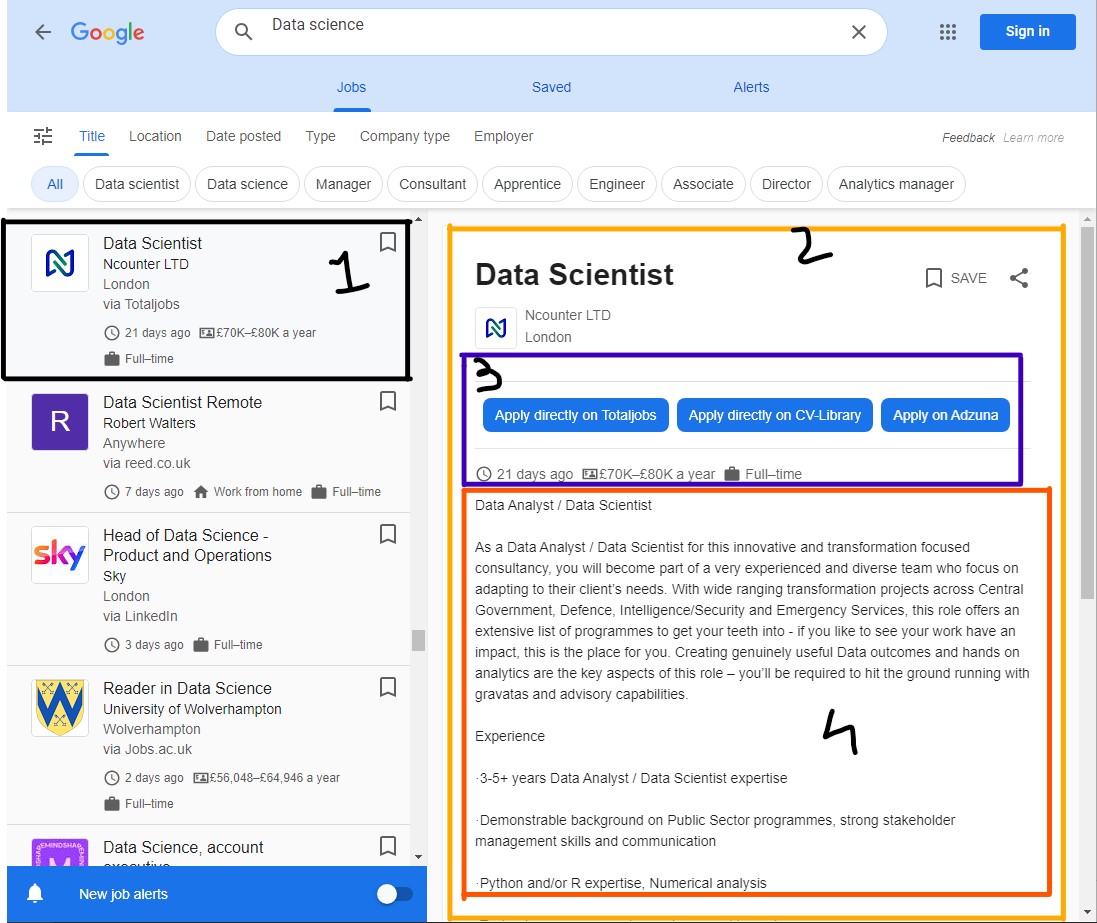 Google
Data science
Sign in
Jobs
Saved
Alerts
Title
Location
Date posted
Type
Company type
Employer
Feedback
Learn more
All
Data scientist
Data science
Manager
Consultant
Apprentice
Engineer
Associate
Director
Analytics manager
1
Data Scientist
Ncounter LTD
London
via Totaljobs
21 days ago £70K–£80K a year
Full–time
R
Data Scientist Remote
Robert Walters
Anywhere
via reed.co.uk
7 days ago Work from home Full–time
sky
Head of Data Science -
Product and Operations
Sky
London
via LinkedIn
3 days ago Full–time
Reader in Data Science
University of Wolverhampton
Wolverhampton
via Jobs.ac.uk
2 days ago £56,048–£64,946 a year
Full–time
Data Science, account
executive
New job alerts
2
Data Scientist
SAVE
Ncounter LTD
London
3
Apply directly on Totaljobs
Apply directly on CV-Library
Apply on Adzuna
21 days ago £70K–£80K a year Full–time
Data Analyst / Data Scientist
As a Data Analyst / Data Scientist for this innovative and transformation focused
consultancy, you will become part of a very experienced and diverse team who focus on
adapting to their client's needs. With wide ranging transformation projects across Central
Government, Defence, Intelligence/Security and Emergency Services, this role offers an
extensive list of programmes to get your teeth into - if you like to see your work have an
impact, this is the place for you. Creating genuinely useful Data outcomes and hands on
analytics are the key aspects of this role – you'll be required to hit the ground running with
gravatas and advisory capabilities.
4
Experience
·3-5+ years Data Analyst / Data Scientist expertise
·Demonstrable background on Public Sector programmes, strong stakeholder
management skills and communication
·Python and/or R expertise, Numerical analysis